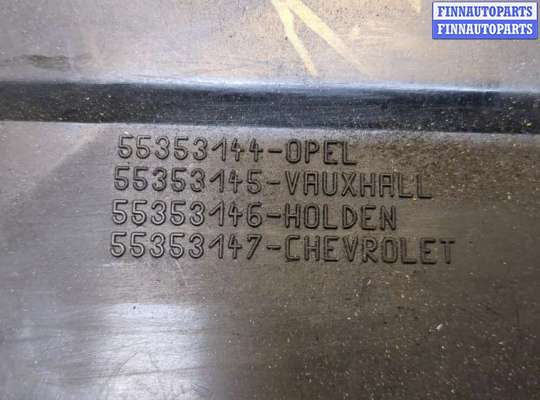 FINNAUTOPARTS
FINNAUTOPARTS
55353144-OPEL
55353145-VAUXHALL
55353146-HOLDEN
55353147-CHEVROLET